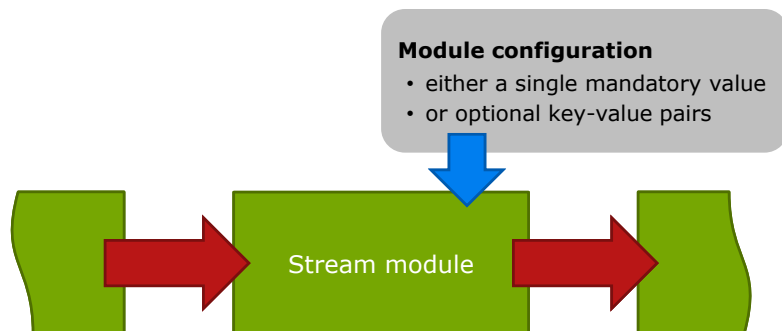 Module configuration
• either a single mandatory value
• or optional key-value pairs
Stream module